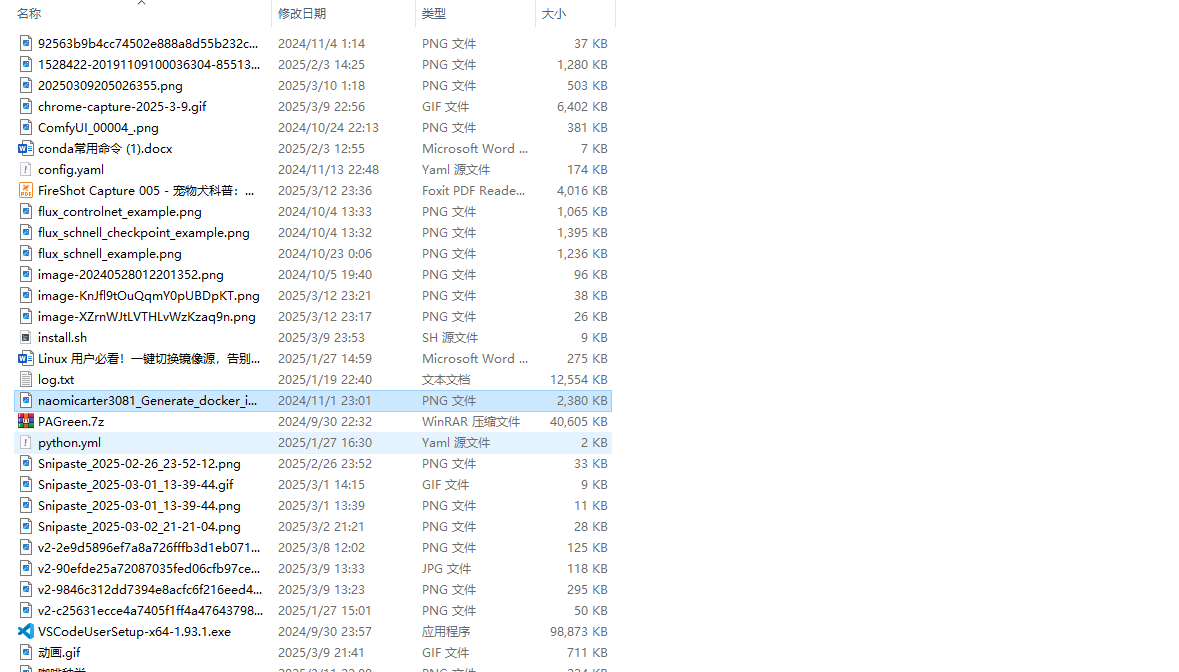 名称 修改日期 类型 大小
92563b9b4cc74502e888a8d55b232c... 2024/11/4 1:14 PNG 文件 37 KB
1528422-20191109100036304-85513... 2025/2/3 14:25 PNG 文件 1,280 KB
20250309205026355.png 2025/3/10 1:18 PNG 文件 503 KB
chrome-capture-2025-3-9.gif 2025/3/9 22:56 GIF 文件 6,402 KB
ComfyUI_00004_.png 2024/10/24 22:13 PNG 文件 381 KB
conda常用命令 (1).docx 2025/2/3 12:55 Microsoft Word ... 7 KB
config.yaml 2024/11/13 22:48 Yaml 源文件 174 KB
FireShot Capture 005 - 宠物犬科普：... 2025/3/12 23:36 Foxit PDF Reade... 4,016 KB
flux_controlnet_example.png 2024/10/4 13:33 PNG 文件 1,065 KB
flux_schnell_checkpoint_example.png 2024/10/4 13:32 PNG 文件 1,395 KB
flux_schnell_example.png 2024/10/23 0:06 PNG 文件 1,236 KB
image-20240528012201352.png 2024/10/5 19:40 PNG 文件 96 KB
image-KnJfl9tOuQqmY0pUBDpKT.png 2025/3/12 23:21 PNG 文件 38 KB
image-XZrnWJtLVTHLvWzKzaq9n.png 2025/3/12 23:17 PNG 文件 26 KB
install.sh 2025/3/9 23:53 SH 源文件 9 KB
Linux 用户必看！一键切换镜像源，告别... 2025/1/27 14:59 Microsoft Word ... 275 KB
log.txt 2025/1/19 22:40 文本文档 12,554 KB
naomicarter3081_Generate_docker_i... 2024/11/1 23:01 PNG 文件 2,380 KB
PAGreen.7z 2024/9/30 22:32 WinRAR 压缩文件 40,605 KB
python.yml 2025/1/27 16:30 Yaml 源文件 2 KB
Snipaste_2025-02-26_23-52-12.png 2025/2/26 23:52 PNG 文件 33 KB
Snipaste_2025-03-01_13-39-44.gif 2025/3/1 14:15 GIF 文件 9 KB
Snipaste_2025-03-01_13-39-44.png 2025/3/1 13:39 PNG 文件 11 KB
Snipaste_2025-03-02_21-21-04.png 2025/3/2 21:21 PNG 文件 28 KB
v2-2e9d5896ef7a8a726fffb3d1eb071... 2025/3/8 12:02 PNG 文件 125 KB
v2-90efde25a72087035fed06cfb97ce... 2025/3/9 13:33 JPG 文件 118 KB
v2-9846c312dd7394e8acfc6f216eed4... 2025/3/9 13:23 PNG 文件 295 KB
v2-c25631ecce4a7405f1ff4a47643798... 2025/1/27 15:01 PNG 文件 50 KB
VSCodeUserSetup-x64-1.93.1.exe 2024/9/30 23:57 应用程序 98,873 KB
动画.gif 2025/3/9 21:41 GIF 文件 711 KB